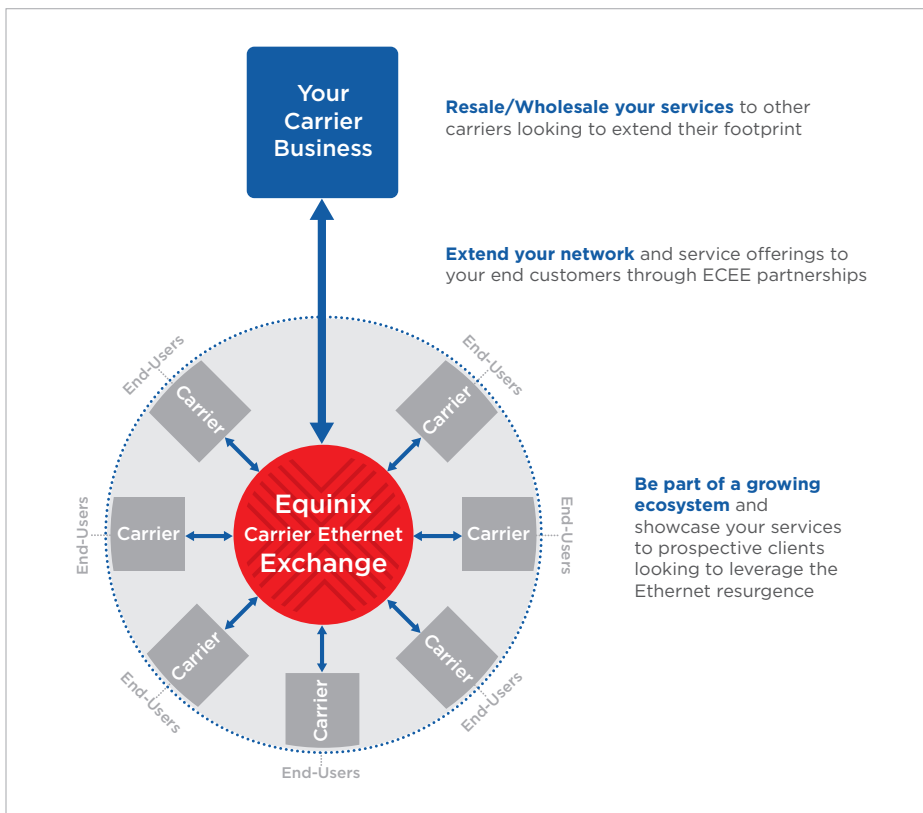 Your
Carrier
Business
Resale/Wholesale your services to other
carriers looking to extend their footprint
Extend your network and service offerings to
your end customers through ECEE partnerships
End-Users
Carrier
End-Users
Carrier
End-Users
Carrier
Equinix
Carrier Ethernet
Exchange
Carrier
End-Users
Be part of a growing
ecosystem and
showcase your services
to prospective clients
looking to leverage the
Ethernet resurgence
Carrier
End-Users
Carrier
End-Users
Carrier
End-Users